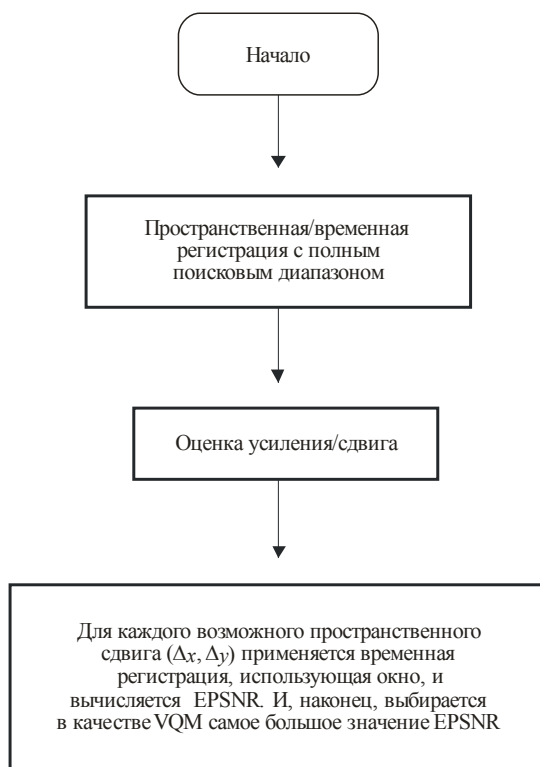 Начало
Пространственная/временная
регистрация с полным
поисковым диапазоном
Оценка усиления/сдвига
Для каждого возможного пространственного
сдвига (Δx, Δy) применяется временная
регистрация, использующая окно, и
вычисляется EPSNR. И, наконец, выбирается
в качестве VQM самое большое значение EPSNR